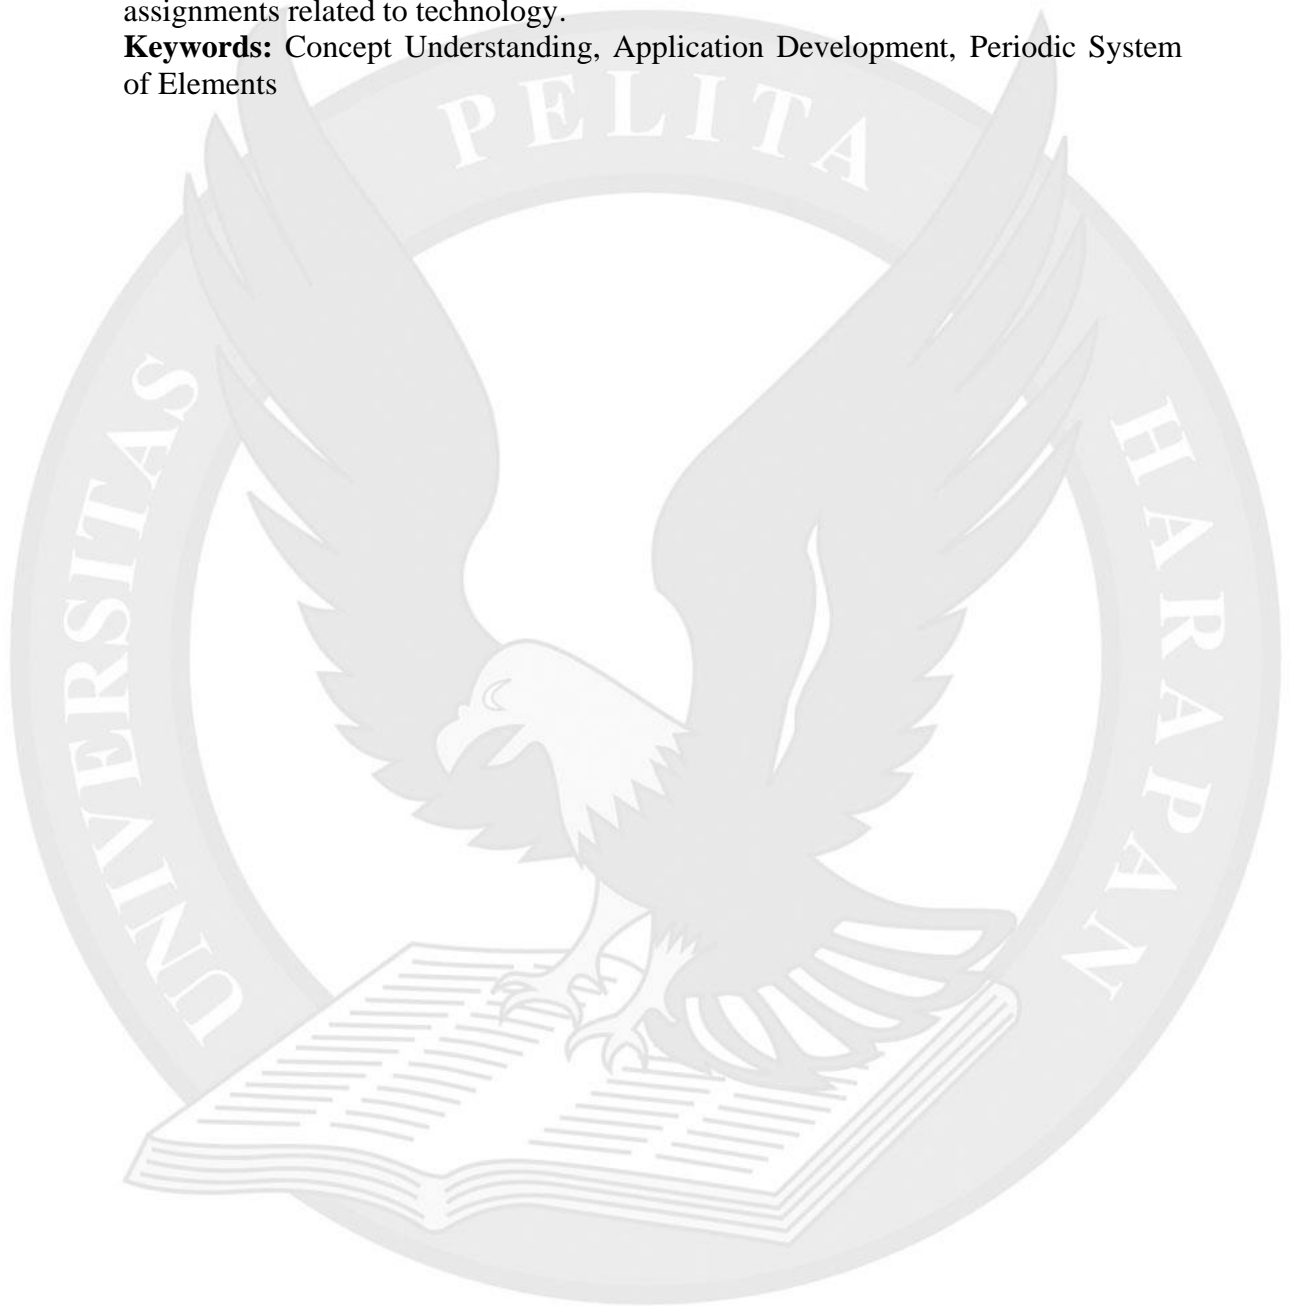 assignments related to technology.
Keywords: Concept Understanding, Application Development, Periodic System
of Elements
PELITA
UNIVERSITAS
HARAPAN